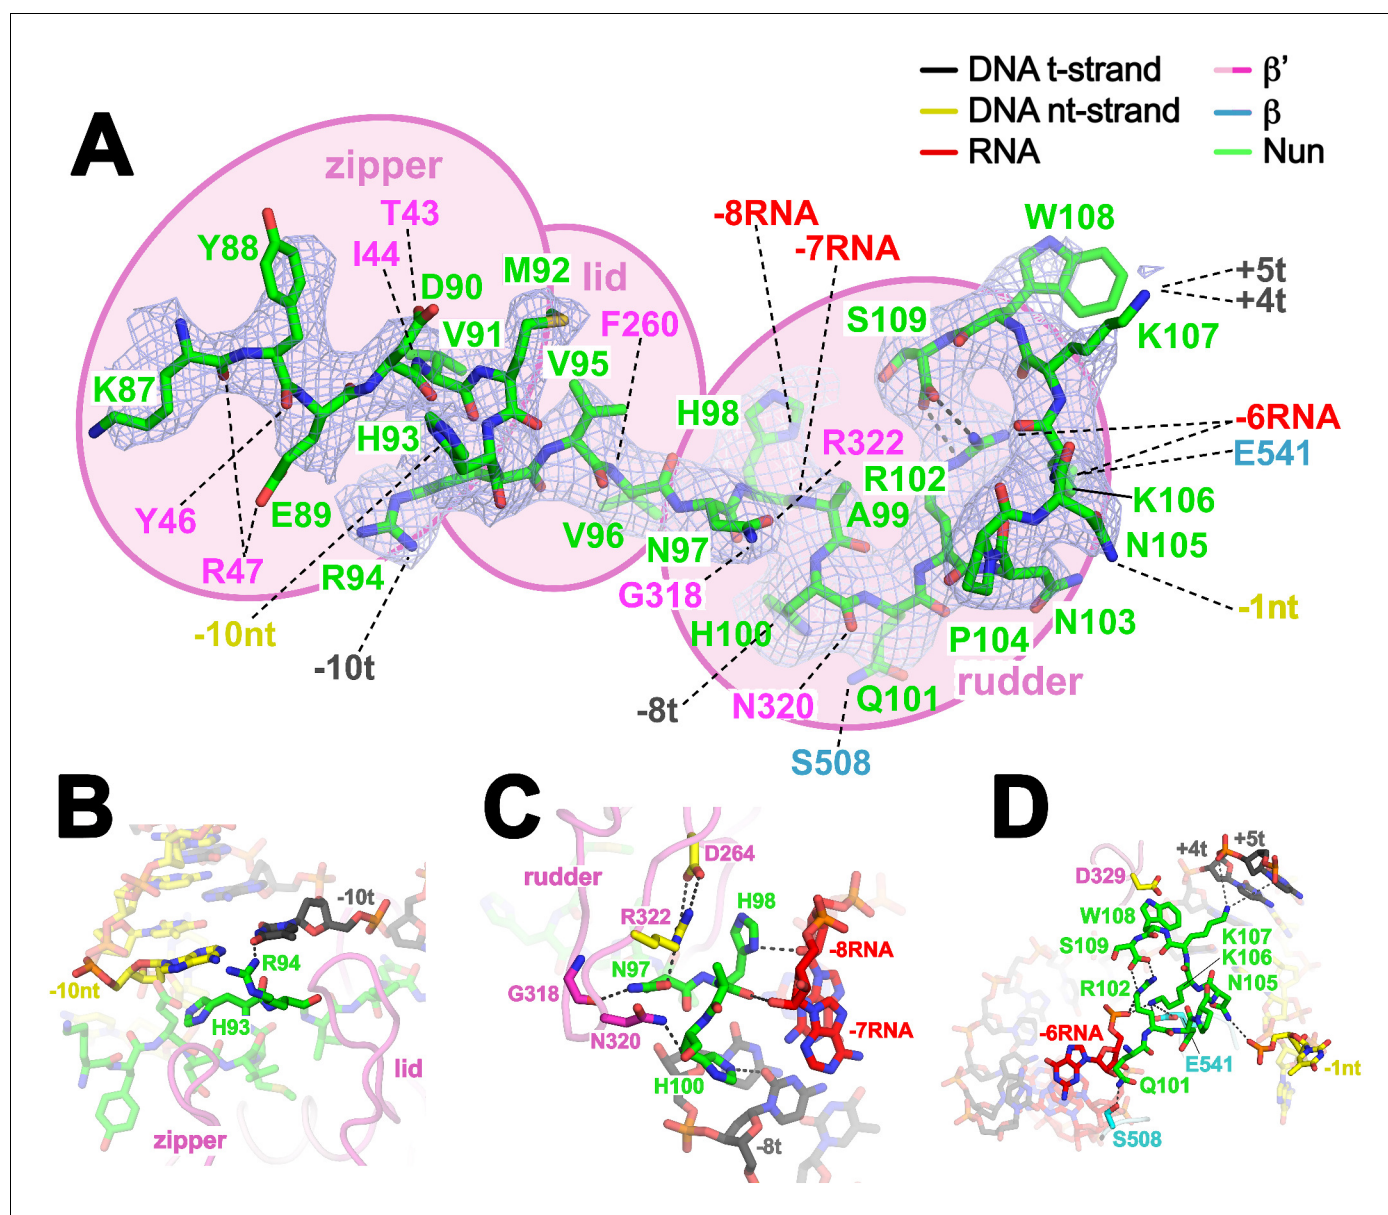 A
DNA t-strand
β'
DNA nt-strand
β
RNA
Nun
zipper
T43
-8RNA
W108
Y88
I44
-7RNA
+5t
D90
M92
lid
+4t
V91
F260
S109
K107
K87
V95
H98
-6RNA
H93
R322
E541
R102
K106
Y46
E89
A99
V96
N97
N105
R47
R94
G318
-10nt
H100
-1nt
N103
-10t
P104
-8t
N320
Q101
rudder
S508
B
-10t
R94
-10nt
H93
lid
zipper
C
D264
rudder
H98
R322
-8RNA
N97
G318
-7RNA
N320
H100
-8t
D
+5t
+4t
D329
W108
K107
S109
K106
N105
R102
-6RNA
E541
-1nt
Q101
S508